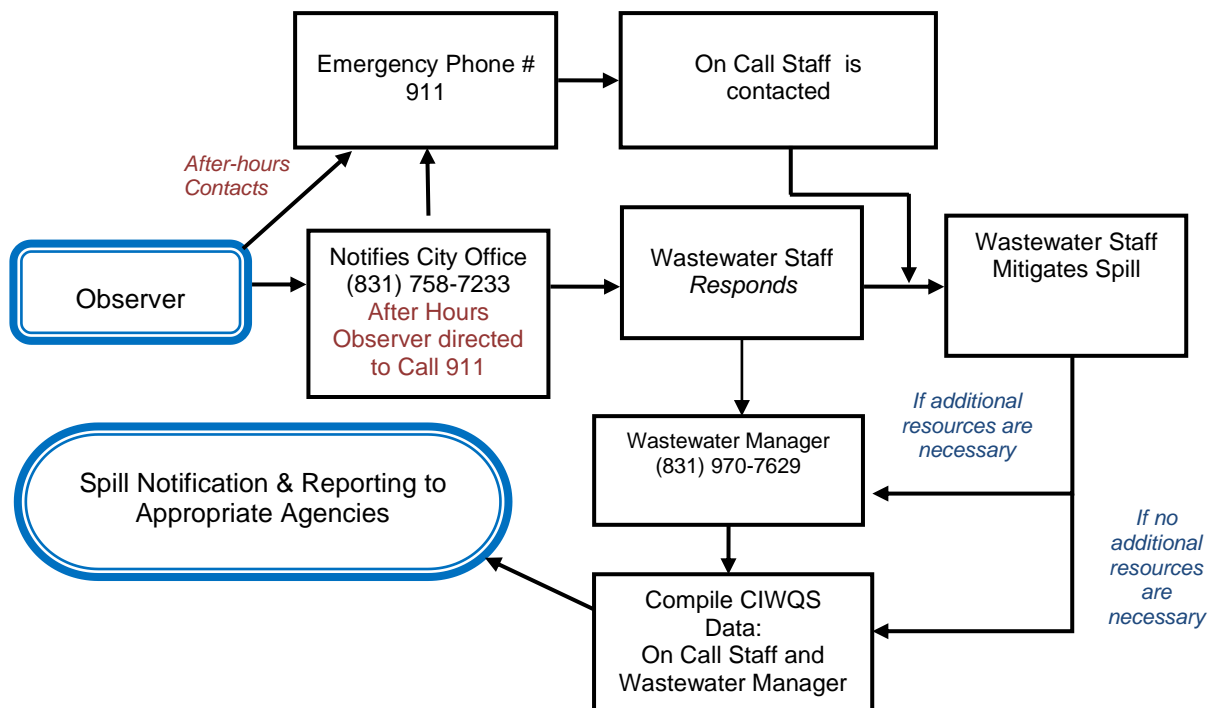 Emergency Phone #
911
On Call Staff is
contacted
After-hours
Contacts
Observer
Notifies City Office
(831) 758-7233
After Hours
Observer directed
to Call 911
Wastewater Staff
Responds
Wastewater Staff
Mitigates Spill
If additional
resources are
necessary
Wastewater Manager
(831) 970-7629
Spill Notification & Reporting to
Appropriate Agencies
If no
additional
resources
are
necessary
Compile CIWQS
Data:
On Call Staff and
Wastewater Manager